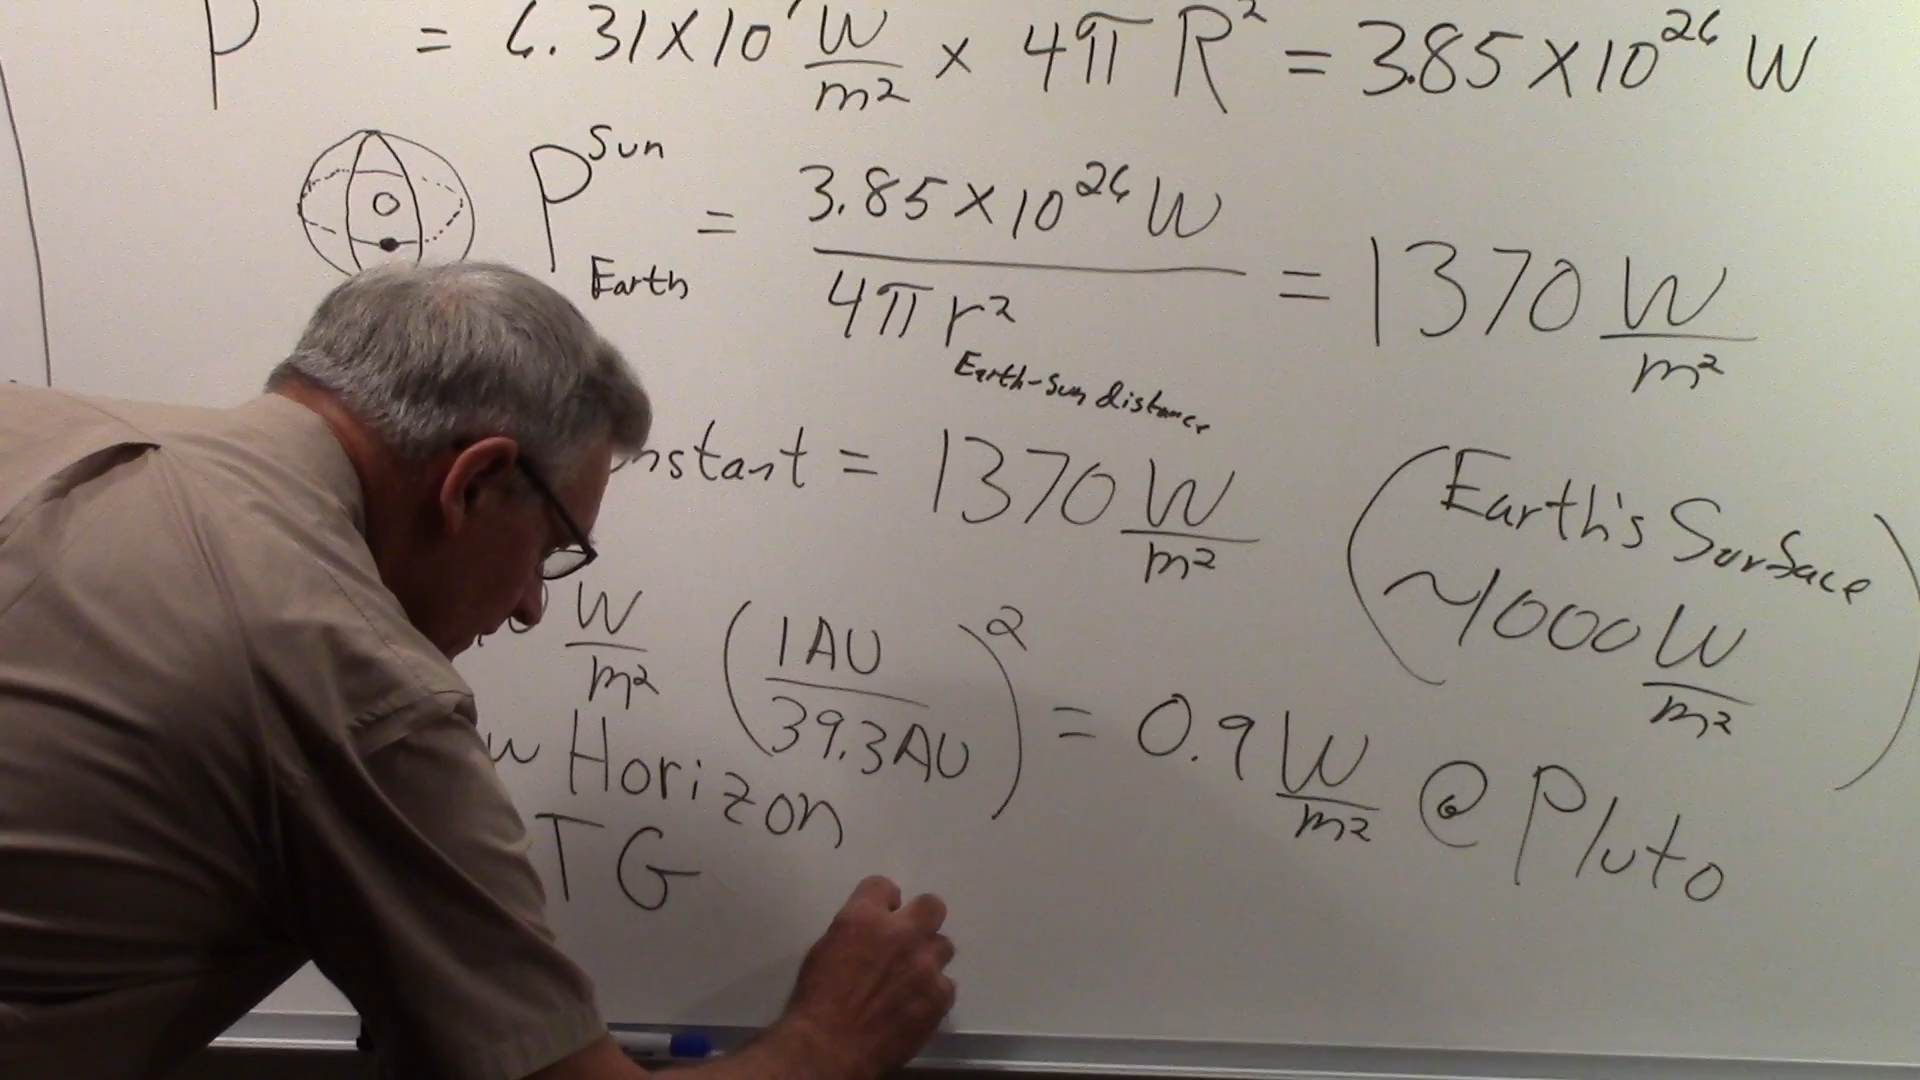 P = 6.31 X 10⁷ W/m² x 4π R² = 3.85 X 10²⁶ W
P Sun Earth = 3.85 X 10²⁶ W / 4π r² Earth-Sun distance = 1370 W/m²
nstant = 1370 W/m² (Earth's Surface ~1000 W/m²)
W/m² (1AU / 39.3AU)² = 0.9 W/m² @ Pluto
w Horizon
TG